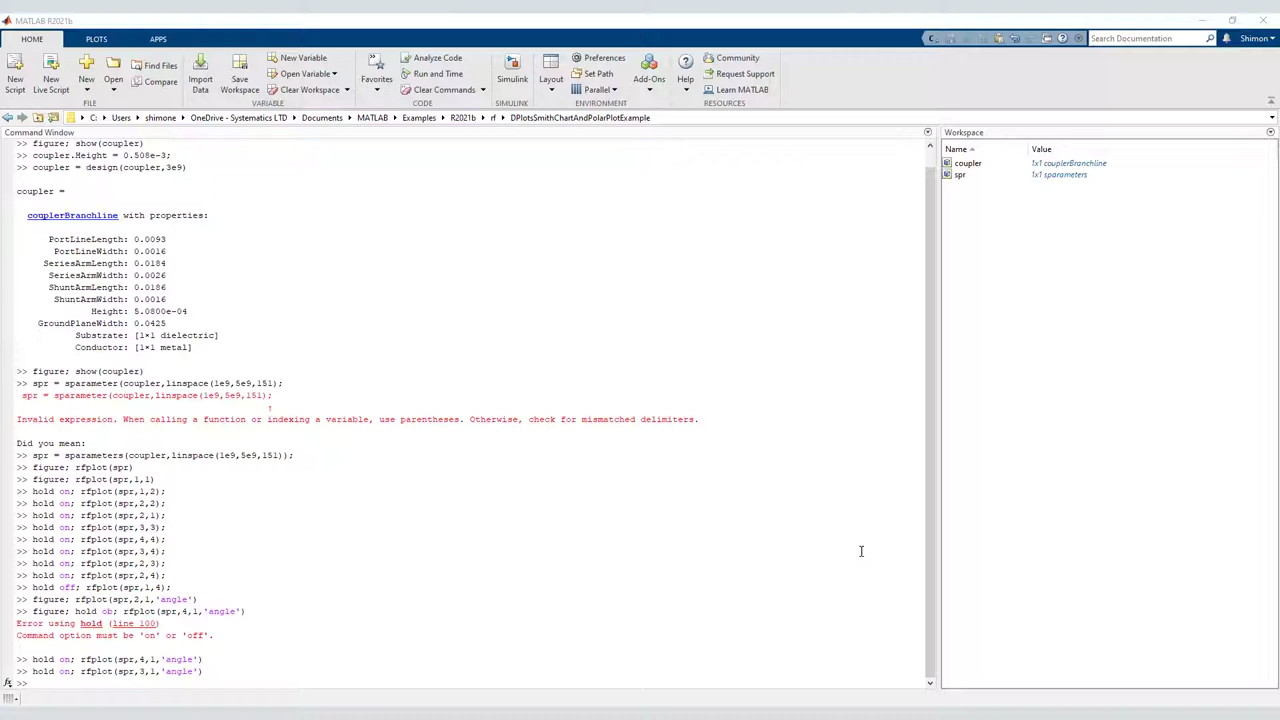 MATLAB R2021b
HOME PLOTS APPS
C... Search Documentation Shimon
New Script New Live Script New Open Find Files Compare Import Data Save Workspace New Variable Open Variable Clear Workspace Favorites Analyze Code Run and Time Clear Commands Simulink Layout Preferences Set Path Parallel Add-Ons Help Community Request Support Learn MATLAB
FILE VARIABLE CODE SIMULINK ENVIRONMENT RESOURCES
C: Users shimone OneDrive - Systematics LTD Documents MATLAB Examples R2021b rf DPlotsSmithChartAndPolarPlotExample
Command Window
>> figure; show(coupler)
>> coupler.Height = 0.508e-3;
>> coupler = design(coupler,3e9)
coupler =
couplerBranchline with properties:
PortLineLength: 0.0093
PortLineWidth: 0.0016
SeriesArmLength: 0.0184
SeriesArmWidth: 0.0026
ShuntArmLength: 0.0186
ShuntArmWidth: 0.0016
Height: 5.0800e-04
GroundPlaneWidth: 0.0425
Substrate: [1×1 dielectric]
Conductor: [1×1 metal]
>> figure; show(coupler)
>> spr = sparameter(coupler,linspace(1e9,5e9,151);
spr = sparameter(coupler,linspace(1e9,5e9,151);
↑
Invalid expression. When calling a function or indexing a variable, use parentheses. Otherwise, check for mismatched delimiters.
Did you mean:
>> spr = sparameters(coupler,linspace(1e9,5e9,151));
>> figure; rfplot(spr)
>> figure; rfplot(spr,1,1)
>> hold on; rfplot(spr,1,2);
>> hold on; rfplot(spr,2,2);
>> hold on; rfplot(spr,2,1);
>> hold on; rfplot(spr,3,3);
>> hold on; rfplot(spr,4,4);
>> hold on; rfplot(spr,3,4);
>> hold on; rfplot(spr,2,3);
>> hold on; rfplot(spr,2,4);
>> hold off; rfplot(spr,1,4);
>> figure; rfplot(spr,2,1,'angle')
>> figure; hold ob; rfplot(spr,4,1,'angle')
Error using hold (line 100)
Command option must be 'on' or 'off'.
>> hold on; rfplot(spr,4,1,'angle')
>> hold on; rfplot(spr,3,1,'angle')
fx >>
Workspace
Name Value
coupler 1x1 couplerBranchline
spr 1x1 sparameters